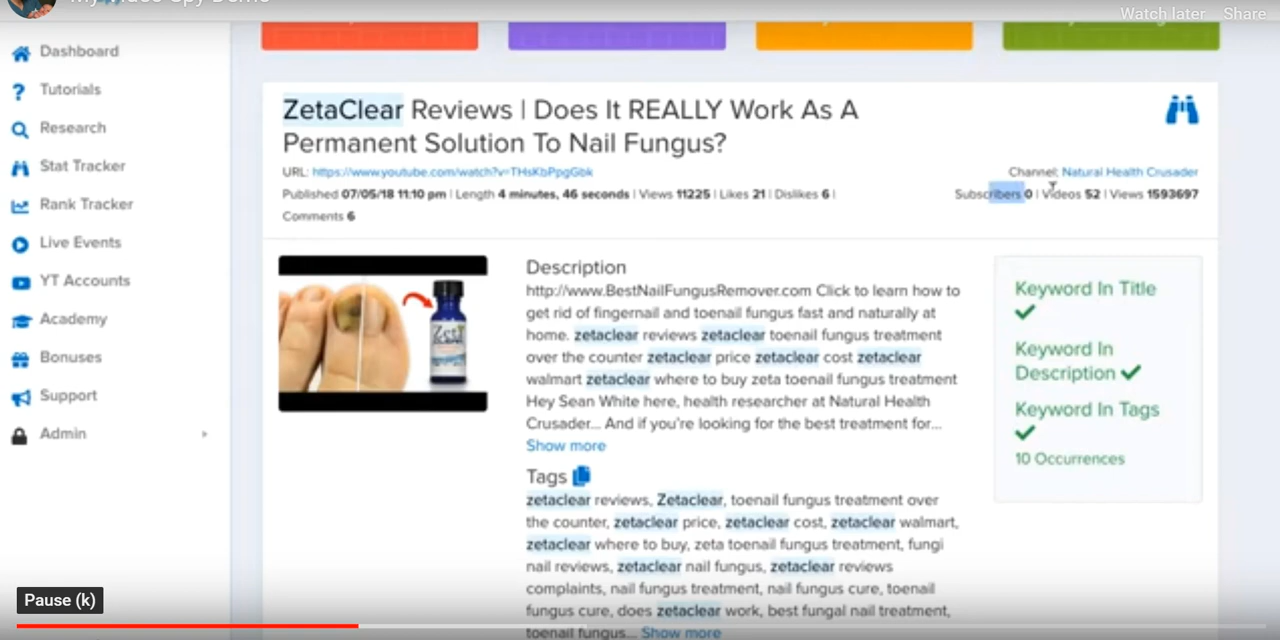 My Video Spy Demo
Watch later Share
Dashboard
Tutorials
Research
Stat Tracker
Rank Tracker
Live Events
YT Accounts
Academy
Bonuses
Support
Admin
ZetaClear Reviews | Does It REALLY Work As A
Permanent Solution To Nail Fungus?
URL: https://www.youtube.com/watch?v=THsKbPpgGbk
Published 07/05/18 11:10 pm | Length 4 minutes, 46 seconds | Views 11225 | Likes 21 | Dislikes 6 |
Comments 6
Channel: Natural Health Crusader
Subscribers 0 | Videos 52 | Views 1593697
Description
http://www.BestNailFungusRemover.com Click to learn how to
get rid of fingernail and toenail fungus fast and naturally at
home. zetaclear reviews zetaclear toenail fungus treatment
over the counter zetaclear price zetaclear cost zetaclear
walmart zetaclear where to buy zeta toenail fungus treatment
Hey Sean White here, health researcher at Natural Health
Crusader... And if you're looking for the best treatment for...
Show more
Tags
zetaclear reviews, Zetaclear, toenail fungus treatment over
the counter, zetaclear price, zetaclear cost, zetaclear walmart,
zetaclear where to buy, zeta toenail fungus treatment, fungi
nail reviews, zetaclear nail fungus, zetaclear reviews
complaints, nail fungus treatment, nail fungus cure, toenail
fungus cure, does zetaclear work, best fungal nail treatment,
toenail fungus... Show more
Keyword In Title
Keyword In
Description
Keyword In Tags
10 Occurrences
Pause (k)